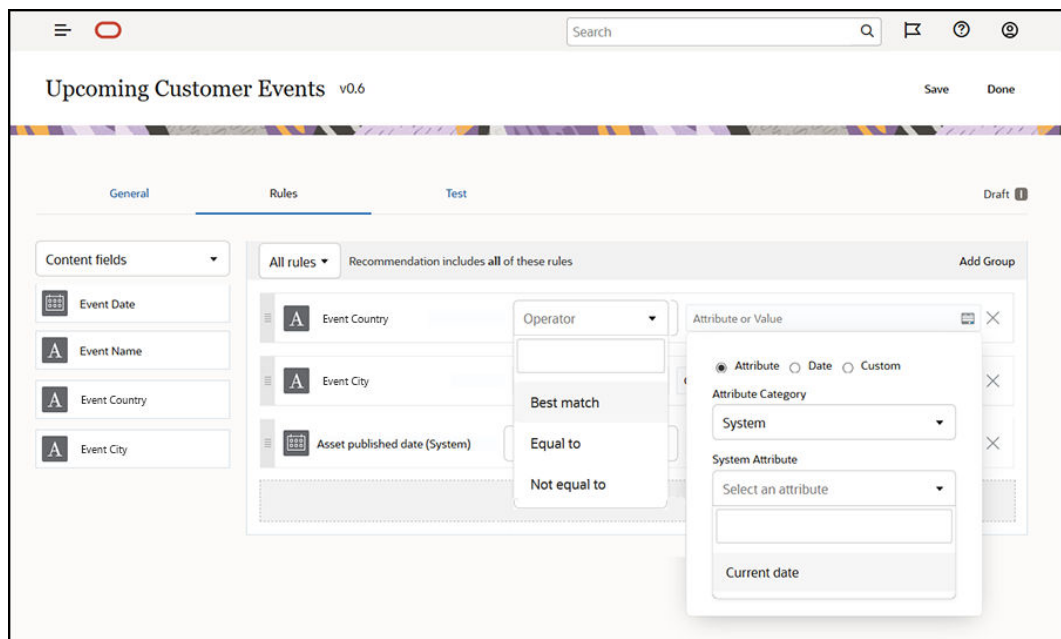 Search
Upcoming Customer Events v0.6
Save Done
General Rules Test Draft
Content fields
Event Date
A Event Name
A Event Country
A Event City
All rules Recommendation includes all of these rules Add Group
A Event Country Operator Attribute or Value
A Event City
Asset published date (System)
Best match
Equal to
Not equal to
Attribute Date Custom
Attribute Category
System
System Attribute
Select an attribute
Current date